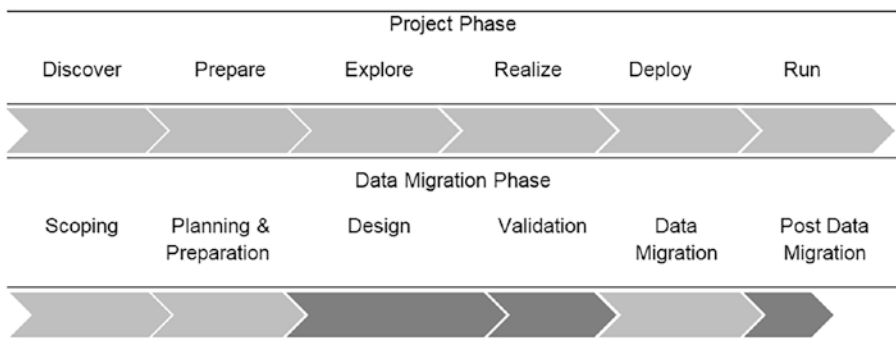 Project Phase
Discover Prepare Explore Realize Deploy Run
Data Migration Phase
Scoping Planning & Design Validation Data Post Data
Preparation Migration Migration